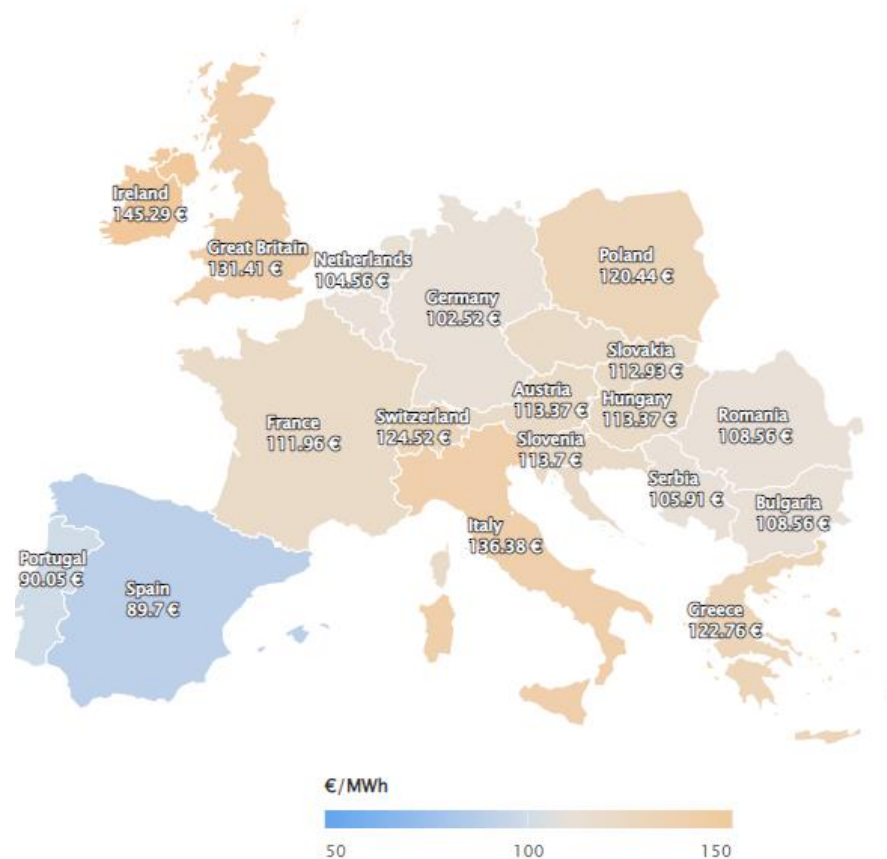 Ireland
145.29 €
Great Britain
131.41 €
Netherlands
104.56 €
Germany
102.52 €
Poland
120.44 €
Slovakia
112.93 €
Austria
113.37 €
Hungary
113.37 €
France
111.96 €
Switzerland
124.52 €
Slovenia
113.7 €
Romania
108.56 €
Serbia
105.91 €
Bulgaria
108.56 €
Italy
136.38 €
Portugal
90.05 €
Spain
89.7 €
Greece
122.76 €
€/MWh
50 100 150